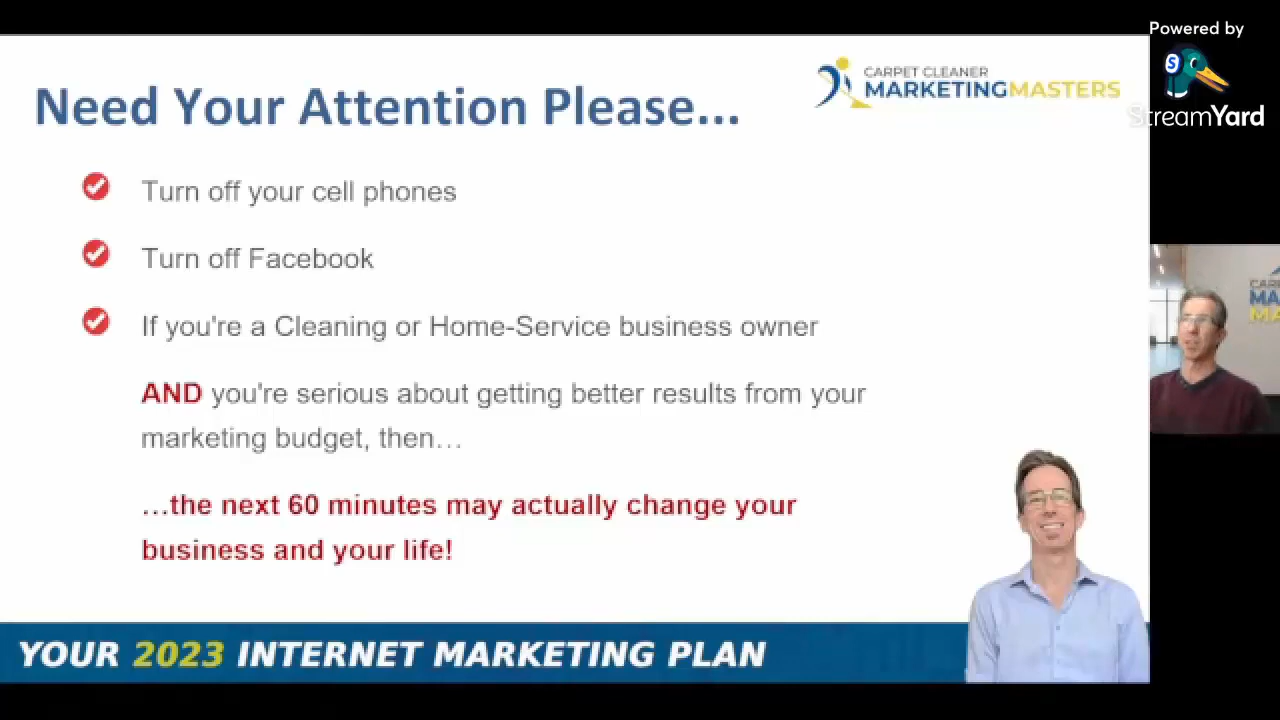 Powered by
StreamYard
CARPET CLEANER
MARKETINGMASTERS
Need Your Attention Please...
Turn off your cell phones
Turn off Facebook
If you're a Cleaning or Home-Service business owner
AND you're serious about getting better results from your
marketing budget, then…
…the next 60 minutes may actually change your
business and your life!
YOUR 2023 INTERNET MARKETING PLAN